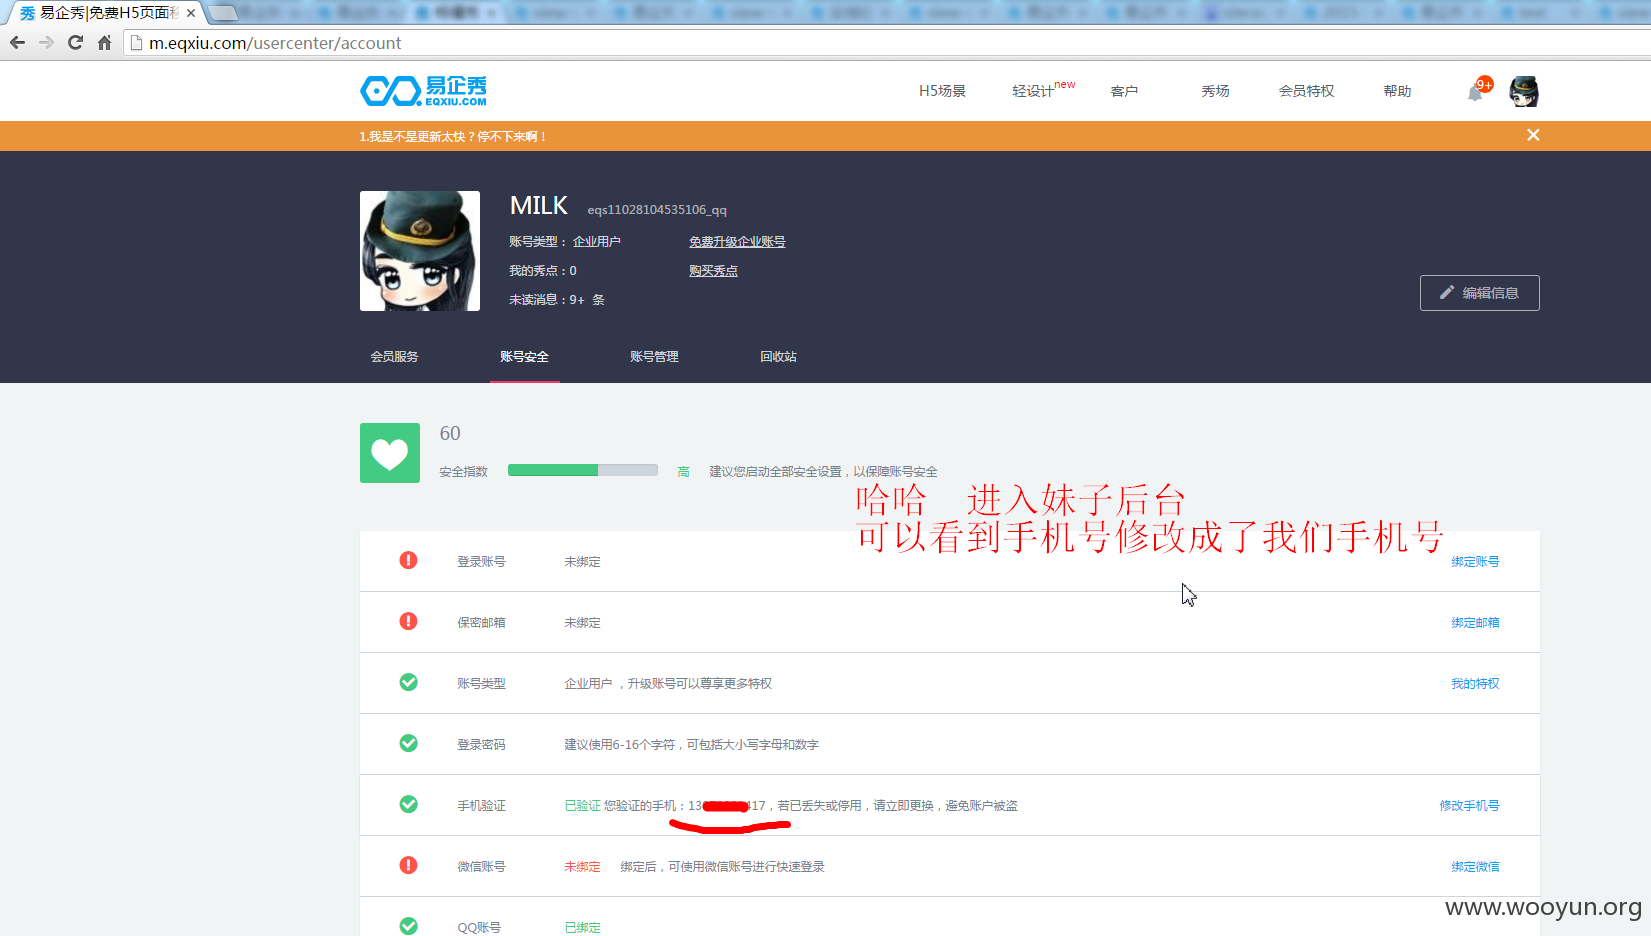 秀 易企秀|免费H5页面
m.eqxiu.com/usercenter/account
易企秀
EQXIU.COM
H5场景
轻设计new
客户
秀场
会员特权
帮助
9+
1.我是不是更新太快？停不下来啊！
MILK eqs11028104535106_qq
账号类型： 企业用户 免费升级企业账号
我的秀点：0 购买秀点
未读消息：9+ 条
编辑信息
会员服务 账号安全 账号管理 回收站
60
安全指数 高 建议您启动全部安全设置，以保障账号安全
哈哈 进入妹子后台
可以看到手机号修改成了我们手机号
登录账号 未绑定 绑定账号
保密邮箱 未绑定 绑定邮箱
账号类型 企业用户 ，升级账号可以尊享更多特权 我的特权
登录密码 建议使用6-16个字符，可包括大小写字母和数字
手机验证 已验证 您验证的手机：13 417，若已丢失或停用，请立即更换，避免账户被盗 修改手机号
微信账号 未绑定 绑定后，可使用微信账号进行快速登录 绑定微信
QQ账号 已绑定
www.wooyun.org